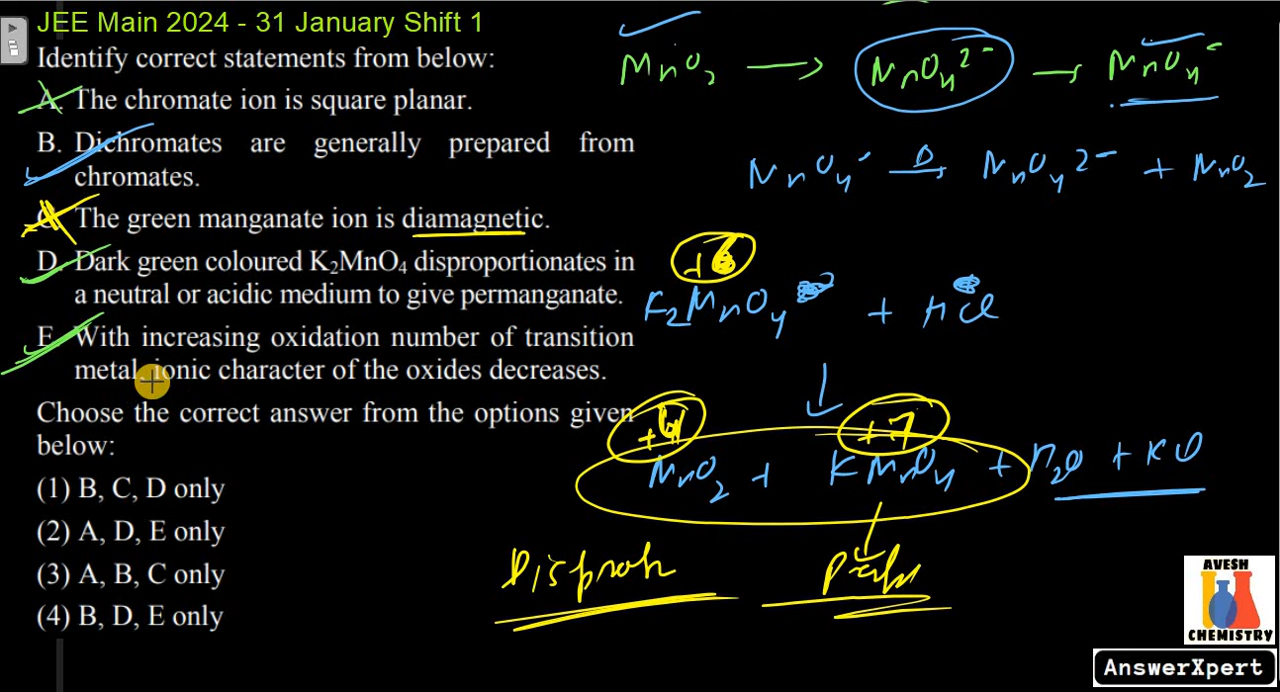 JEE Main 2024 - 31 January Shift 1
Identify correct statements from below:
A. The chromate ion is square planar.
B. Dichromates are generally prepared from
chromates.
The green manganate ion is diamagnetic.
D. Dark green coloured K₂MnO₄ disproportionates in
a neutral or acidic medium to give permanganate.
E. With increasing oxidation number of transition
metal, ionic character of the oxides decreases.
Choose the correct answer from the options given
below:
(1) B, C, D only
(2) A, D, E only
(3) A, B, C only
(4) B, D, E only
MnO₂ → MnO₄²⁻ → MnO₄⁻
MnO₄⁻ Δ→ MnO₄²⁻ + MnO₂
+6
K₂MnO₄ + HCl
↓
+4 +7
MnO₂ + KMnO₄ + H₂O + KCl
AVESH
CHEMISTRY
AnswerXpert